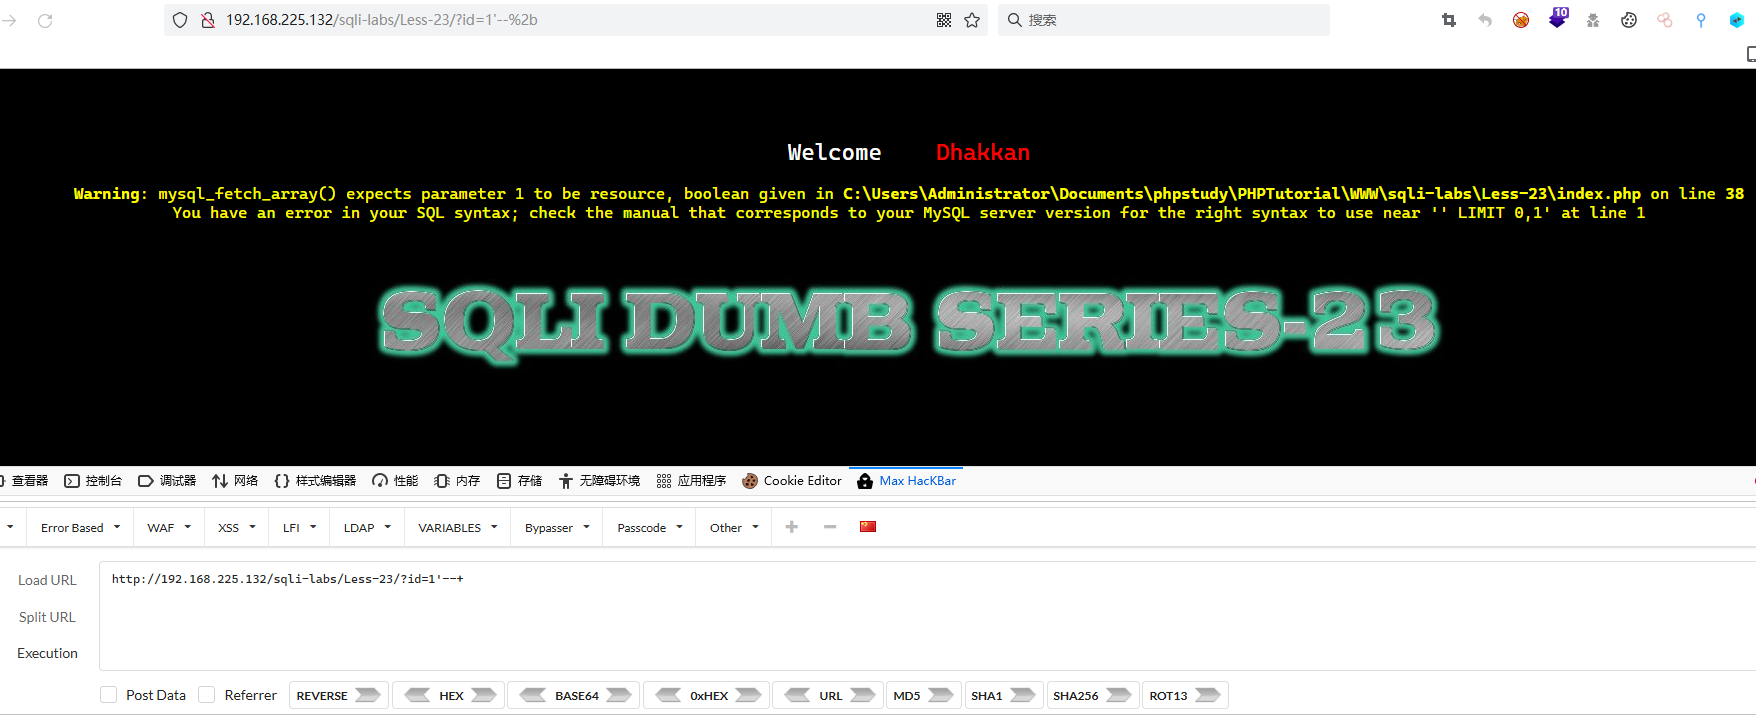 192.168.225.132/sqli-labs/Less-23/?id=1'--%2b
搜索
10
Welcome Dhakkan
Warning: mysql_fetch_array() expects parameter 1 to be resource, boolean given in C:\Users\Administrator\Documents\phpstudy\PHPTutorial\WWW\sqli-labs\Less-23\index.php on line 38
You have an error in your SQL syntax; check the manual that corresponds to your MySQL server version for the right syntax to use near '' LIMIT 0,1' at line 1
SQLI DUMB SERIES-23
查看器 控制台 调试器 网络 样式编辑器 性能 内存 存储 无障碍环境 应用程序 Cookie Editor Max HacKBar
Error Based WAF XSS LFI LDAP VARIABLES Bypasser Passcode Other
Load URL
http://192.168.225.132/sqli-labs/Less-23/?id=1'--+
Split URL
Execution
Post Data Referrer REVERSE HEX BASE64 0xHEX URL MD5 SHA1 SHA256 ROT13